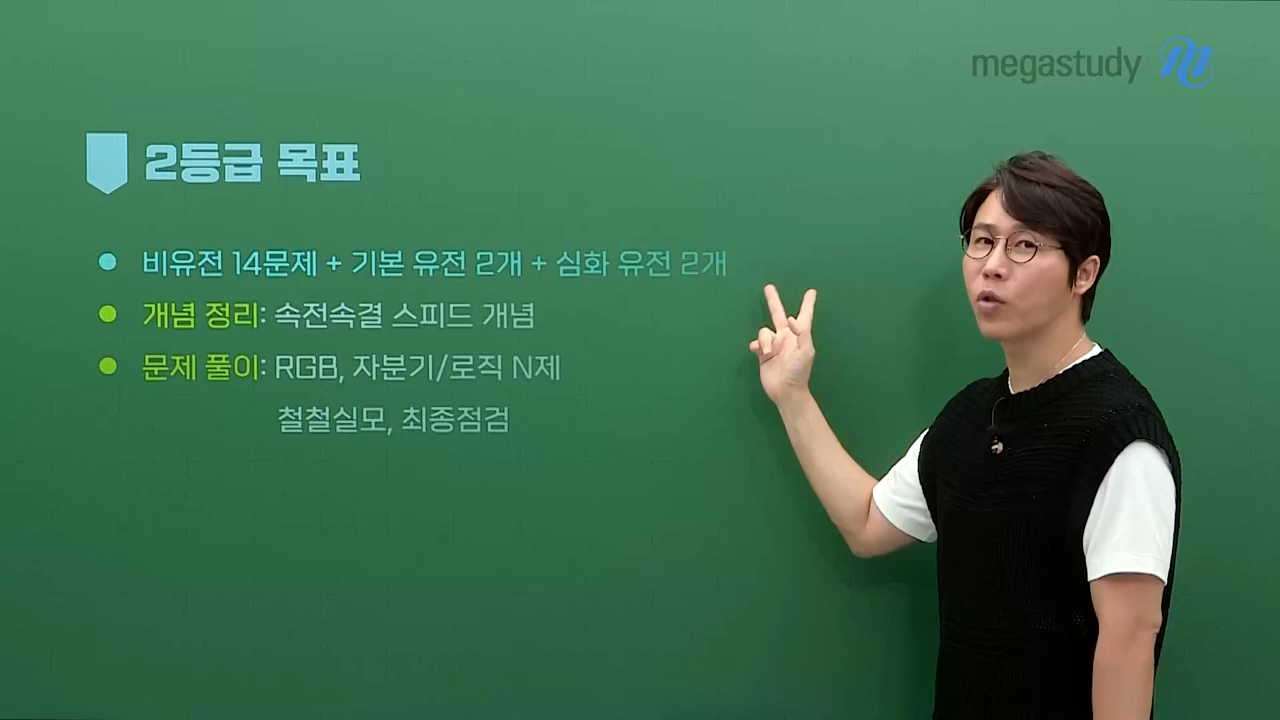 megastudy
2등급 목표
비유전 14문제 + 기본 유전 2개 + 심화 유전 2개
개념 정리: 속전속결 스피드 개념
문제 풀이: RGB, 자분기/로직 N제
철철실모, 최종점검